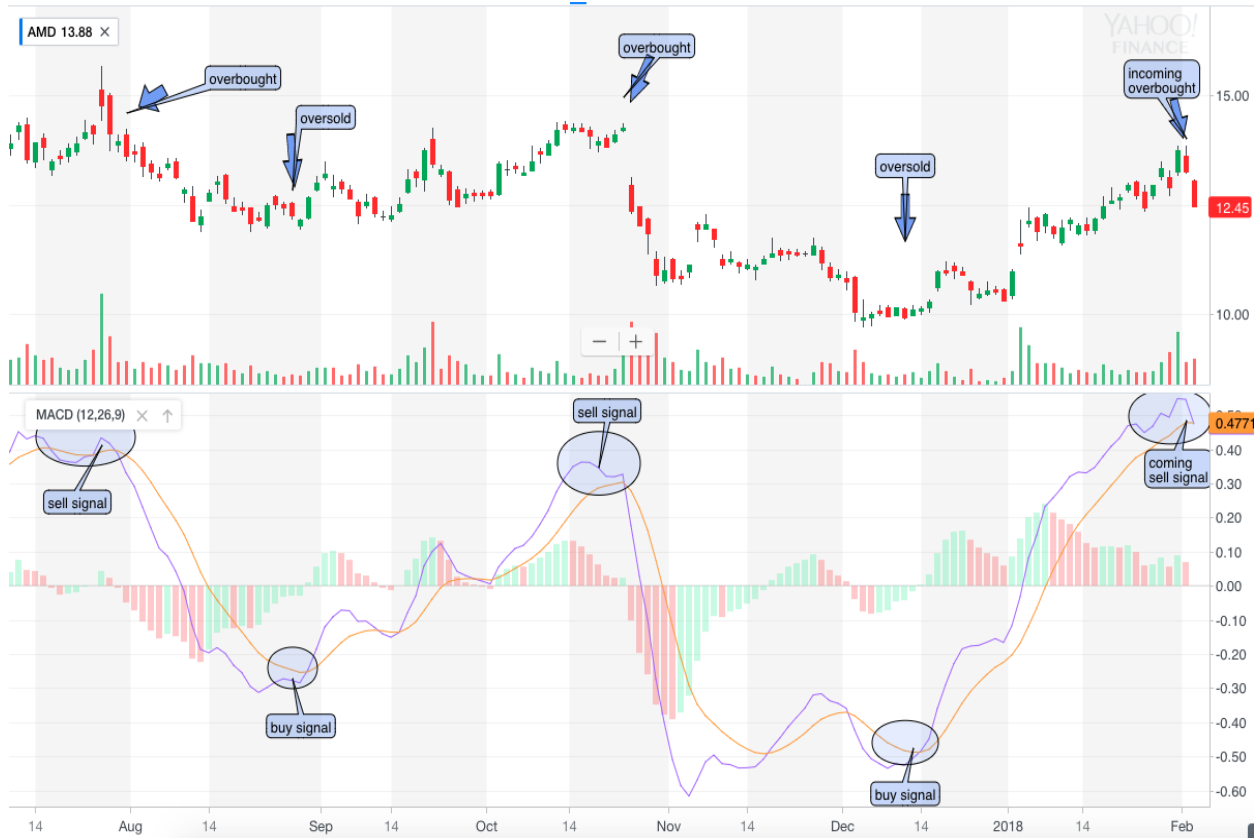 AMD 13.88
YAHOO!
FINANCE
overbought
oversold
overbought
incoming
overbought
oversold
15.00
12.45
10.00
MACD (12,26,9)
sell signal
sell signal
buy signal
buy signal
coming
sell signal
0.4771
0.40
0.30
0.20
0.10
0.00
-0.10
-0.20
-0.30
-0.40
-0.50
-0.60
14 Aug 14 Sep 14 Oct 14 Nov 14 Dec 14 2018 14 Feb